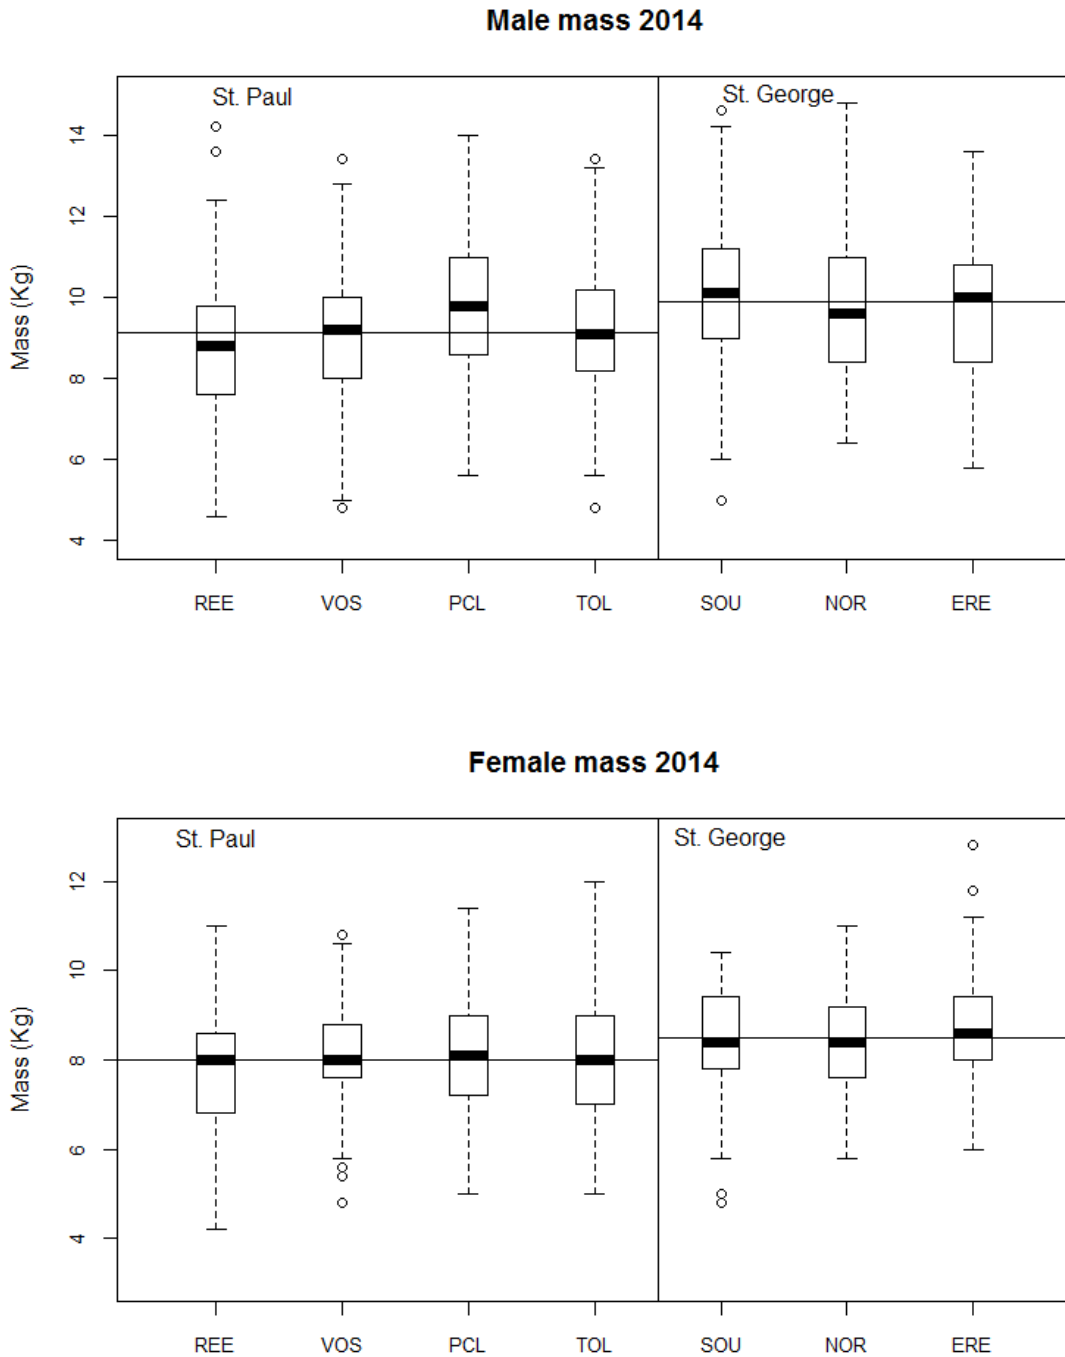 Male mass 2014
St. Paul
St. George
Mass (Kg)
14
12
10
8
6
4
REE VOS PCL TOL SOU NOR ERE
Female mass 2014
St. Paul
St. George
Mass (Kg)
12
10
8
6
4
REE VOS PCL TOL SOU NOR ERE